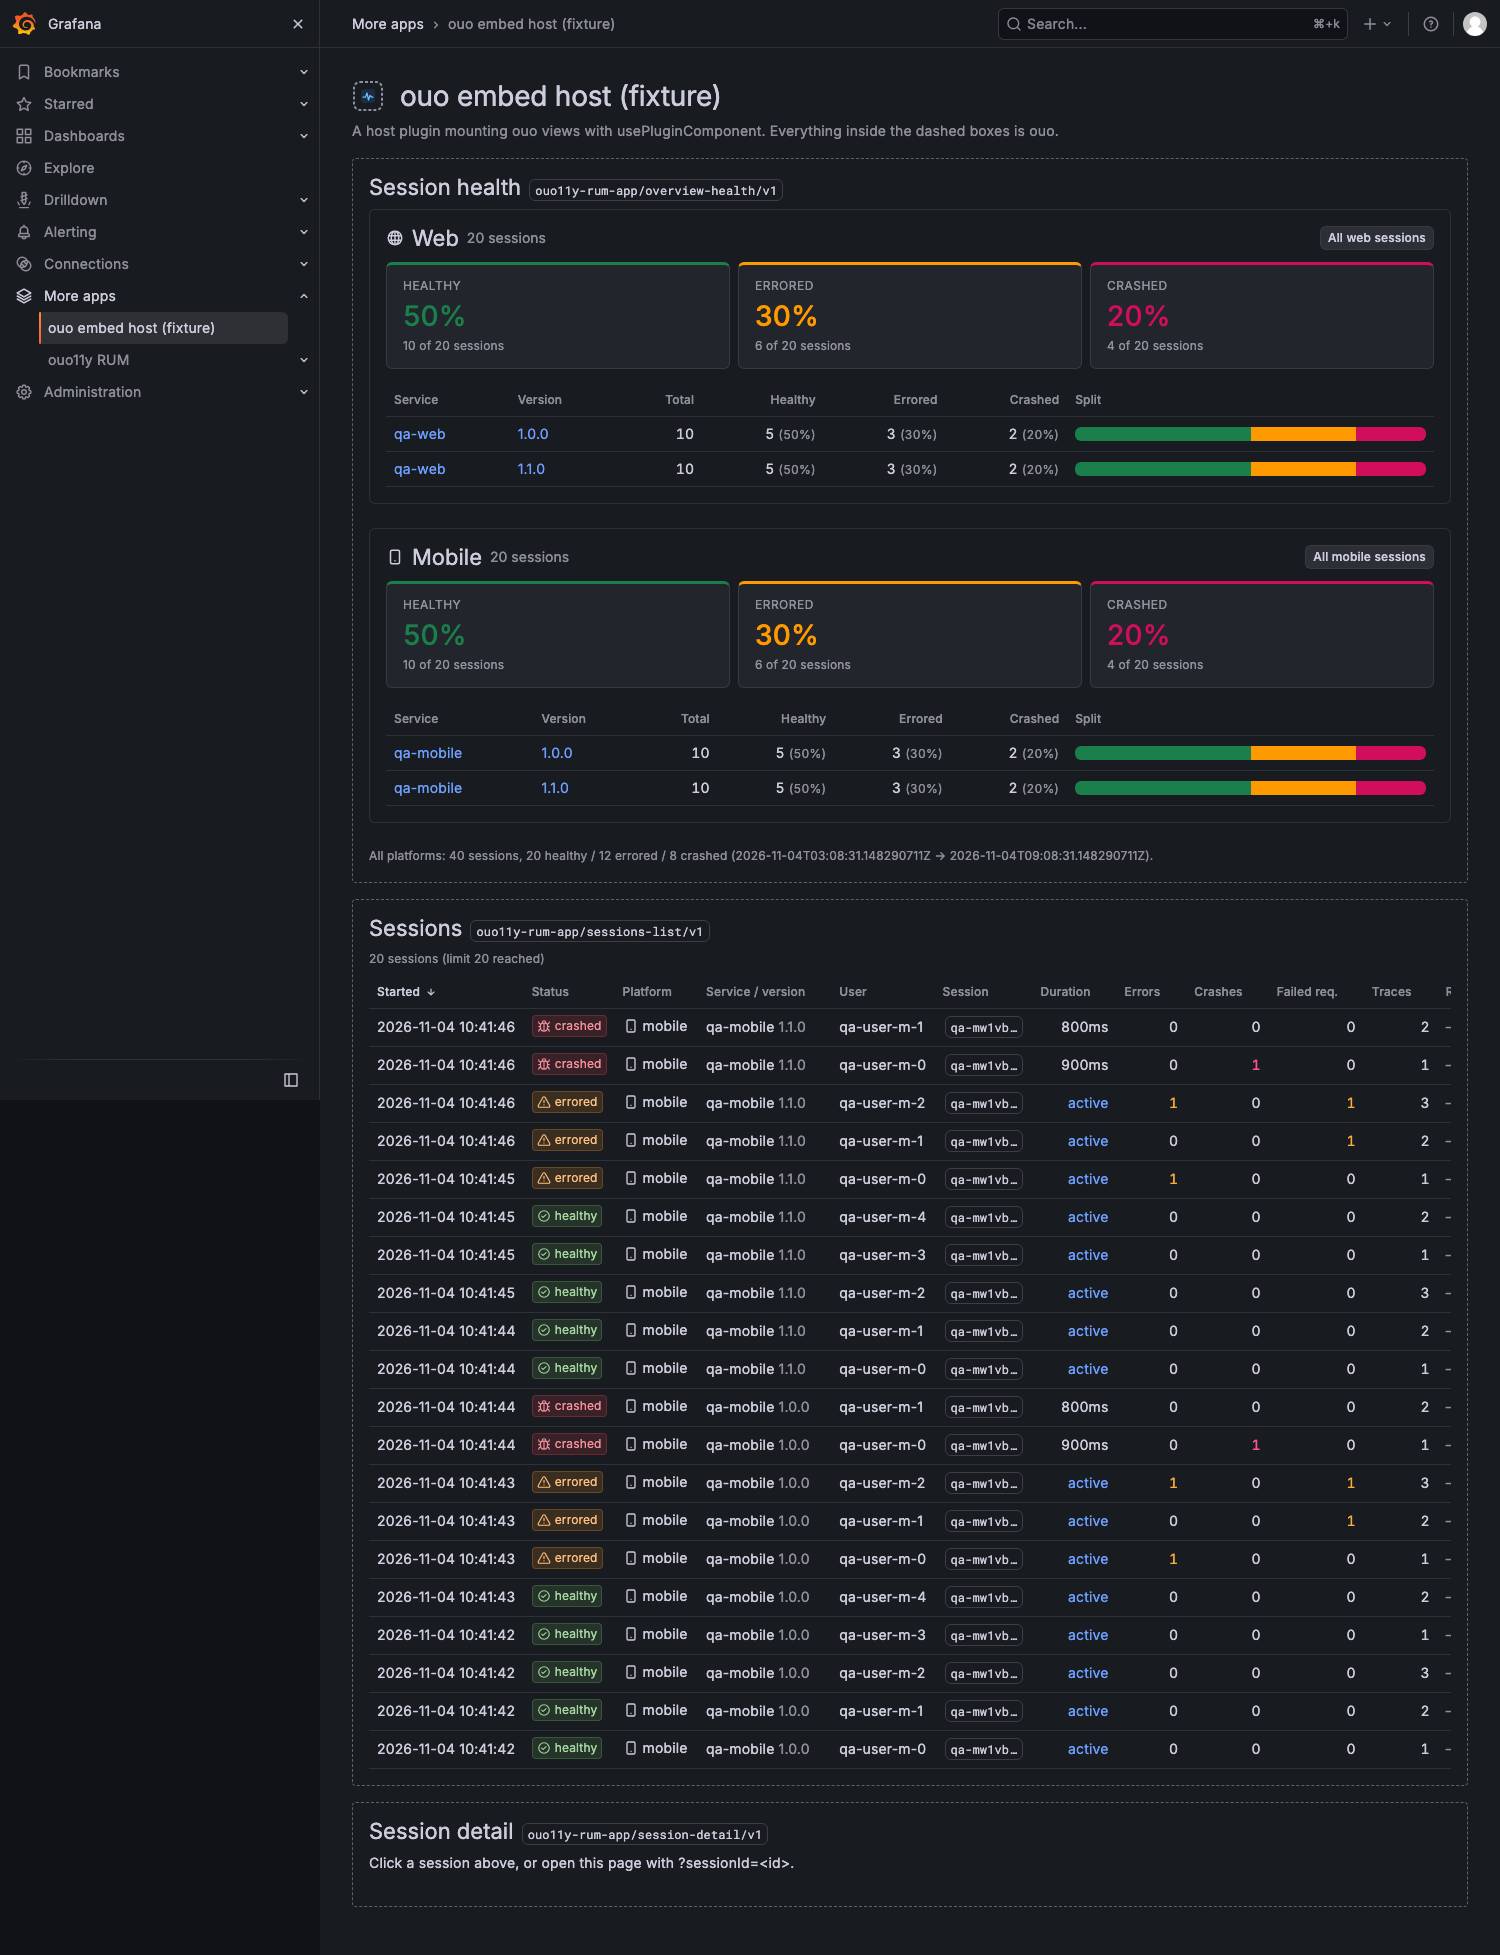 Grafana
More apps › ouo embed host (fixture)
Search...
⌘+k
Bookmarks
Starred
Dashboards
Explore
Drilldown
Alerting
Connections
More apps
ouo embed host (fixture)
ouo11y RUM
Administration
ouo embed host (fixture)
A host plugin mounting ouo views with usePluginComponent. Everything inside the dashed boxes is ouo.
Session health ouo11y-rum-app/overview-health/v1
Web 20 sessions All web sessions
HEALTHY
50%
10 of 20 sessions
ERRORED
30%
6 of 20 sessions
CRASHED
20%
4 of 20 sessions
Service Version Total Healthy Errored Crashed Split
qa-web 1.0.0 10 5 (50%) 3 (30%) 2 (20%)
qa-web 1.1.0 10 5 (50%) 3 (30%) 2 (20%)
Mobile 20 sessions All mobile sessions
HEALTHY
50%
10 of 20 sessions
ERRORED
30%
6 of 20 sessions
CRASHED
20%
4 of 20 sessions
Service Version Total Healthy Errored Crashed Split
qa-mobile 1.0.0 10 5 (50%) 3 (30%) 2 (20%)
qa-mobile 1.1.0 10 5 (50%) 3 (30%) 2 (20%)
All platforms: 40 sessions, 20 healthy / 12 errored / 8 crashed (2026-11-04T03:08:31.148290711Z → 2026-11-04T09:08:31.148290711Z).
Sessions ouo11y-rum-app/sessions-list/v1
20 sessions (limit 20 reached)
Started ↓ Status Platform Service / version User Session Duration Errors Crashes Failed req. Traces
2026-11-04 10:41:46 crashed mobile qa-mobile 1.1.0 qa-user-m-1 qa-mw1vb… 800ms 0 0 0 2 –
2026-11-04 10:41:46 crashed mobile qa-mobile 1.1.0 qa-user-m-0 qa-mw1vb… 900ms 0 1 0 1 –
2026-11-04 10:41:46 errored mobile qa-mobile 1.1.0 qa-user-m-2 qa-mw1vb… active 1 0 1 3 –
2026-11-04 10:41:46 errored mobile qa-mobile 1.1.0 qa-user-m-1 qa-mw1vb… active 0 0 1 2 –
2026-11-04 10:41:45 errored mobile qa-mobile 1.1.0 qa-user-m-0 qa-mw1vb… active 1 0 0 1 –
2026-11-04 10:41:45 healthy mobile qa-mobile 1.1.0 qa-user-m-4 qa-mw1vb… active 0 0 0 2 –
2026-11-04 10:41:45 healthy mobile qa-mobile 1.1.0 qa-user-m-3 qa-mw1vb… active 0 0 0 1 –
2026-11-04 10:41:45 healthy mobile qa-mobile 1.1.0 qa-user-m-2 qa-mw1vb… active 0 0 0 3 –
2026-11-04 10:41:44 healthy mobile qa-mobile 1.1.0 qa-user-m-1 qa-mw1vb… active 0 0 0 2 –
2026-11-04 10:41:44 healthy mobile qa-mobile 1.1.0 qa-user-m-0 qa-mw1vb… active 0 0 0 1 –
2026-11-04 10:41:44 crashed mobile qa-mobile 1.0.0 qa-user-m-1 qa-mw1vb… 800ms 0 0 0 2 –
2026-11-04 10:41:44 crashed mobile qa-mobile 1.0.0 qa-user-m-0 qa-mw1vb… 900ms 0 1 0 1 –
2026-11-04 10:41:43 errored mobile qa-mobile 1.0.0 qa-user-m-2 qa-mw1vb… active 1 0 1 3 –
2026-11-04 10:41:43 errored mobile qa-mobile 1.0.0 qa-user-m-1 qa-mw1vb… active 0 0 1 2 –
2026-11-04 10:41:43 errored mobile qa-mobile 1.0.0 qa-user-m-0 qa-mw1vb… active 1 0 0 1 –
2026-11-04 10:41:43 healthy mobile qa-mobile 1.0.0 qa-user-m-4 qa-mw1vb… active 0 0 0 2 –
2026-11-04 10:41:42 healthy mobile qa-mobile 1.0.0 qa-user-m-3 qa-mw1vb… active 0 0 0 1 –
2026-11-04 10:41:42 healthy mobile qa-mobile 1.0.0 qa-user-m-2 qa-mw1vb… active 0 0 0 3 –
2026-11-04 10:41:42 healthy mobile qa-mobile 1.0.0 qa-user-m-1 qa-mw1vb… active 0 0 0 2 –
2026-11-04 10:41:42 healthy mobile qa-mobile 1.0.0 qa-user-m-0 qa-mw1vb… active 0 0 0 1 –
Session detail ouo11y-rum-app/session-detail/v1
Click a session above, or open this page with ?sessionId=<id>.